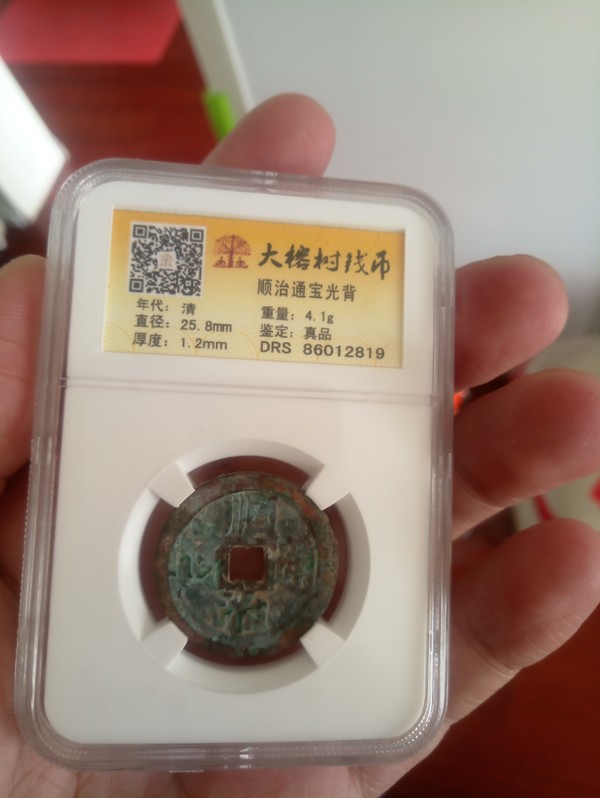 大榕村钱币
顺治通宝光背
年代：清 重量：4.1g
直径：25.8mm 鉴定：真品
厚度：1.2mm DRS 86012819